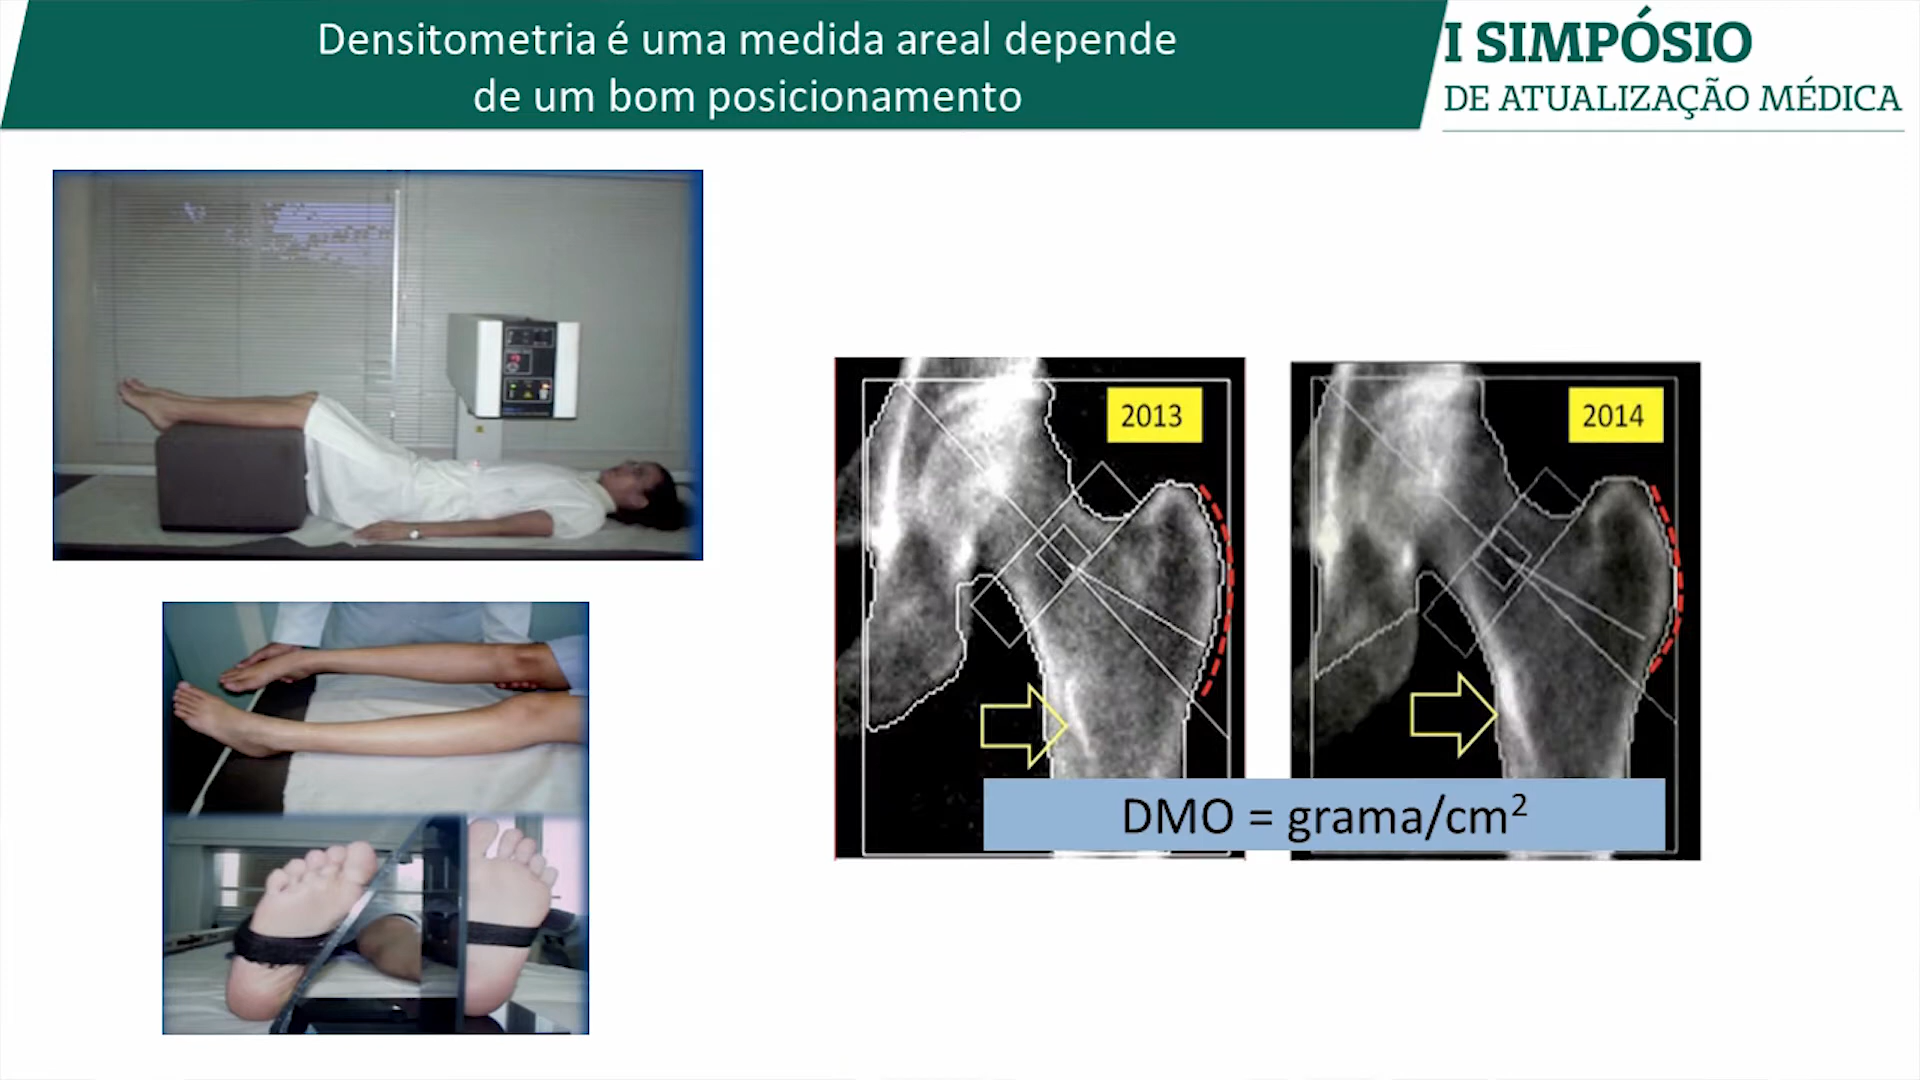 Densitometria é uma medida areal depende
de um bom posicionamento
I SIMPÓSIO
DE ATUALIZAÇÃO MÉDICA
2013
2014
DMO = grama/cm²